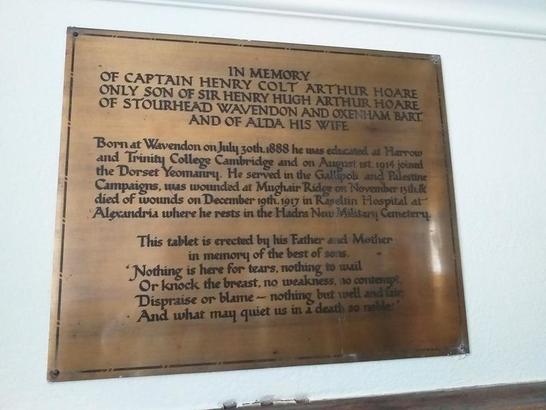 IN MEMORY
OF CAPTAIN HENRY COLT ARTHUR HOARE
ONLY SON OF SIR HENRY HUGH ARTHUR HOARE
OF STOURHEAD WAVENDON AND OXENHAM BART
AND OF ALDA HIS WIFE
Born at Wavendon on July 30th, 1888 he was educated at Harrow
and Trinity College Cambridge and on August 1st, 1914 joined
the Dorset Yeomanry. He served in the Gallipoli and Palestine
Campaigns, was wounded at Mughair Ridge on November 13th, &
died of wounds on December 19th, 1917 in Raseltin Hospital at
Alexandria where he rests in the Hadra New Military Cemetery.
This tablet is erected by his Father and Mother
in memory of the best of sons.
'Nothing is here for tears, nothing to wail
Or knock the breast, no weakness, no contempt,
Dispraise or blame — nothing but well and fair,
And what may quiet us in a death so noble.'